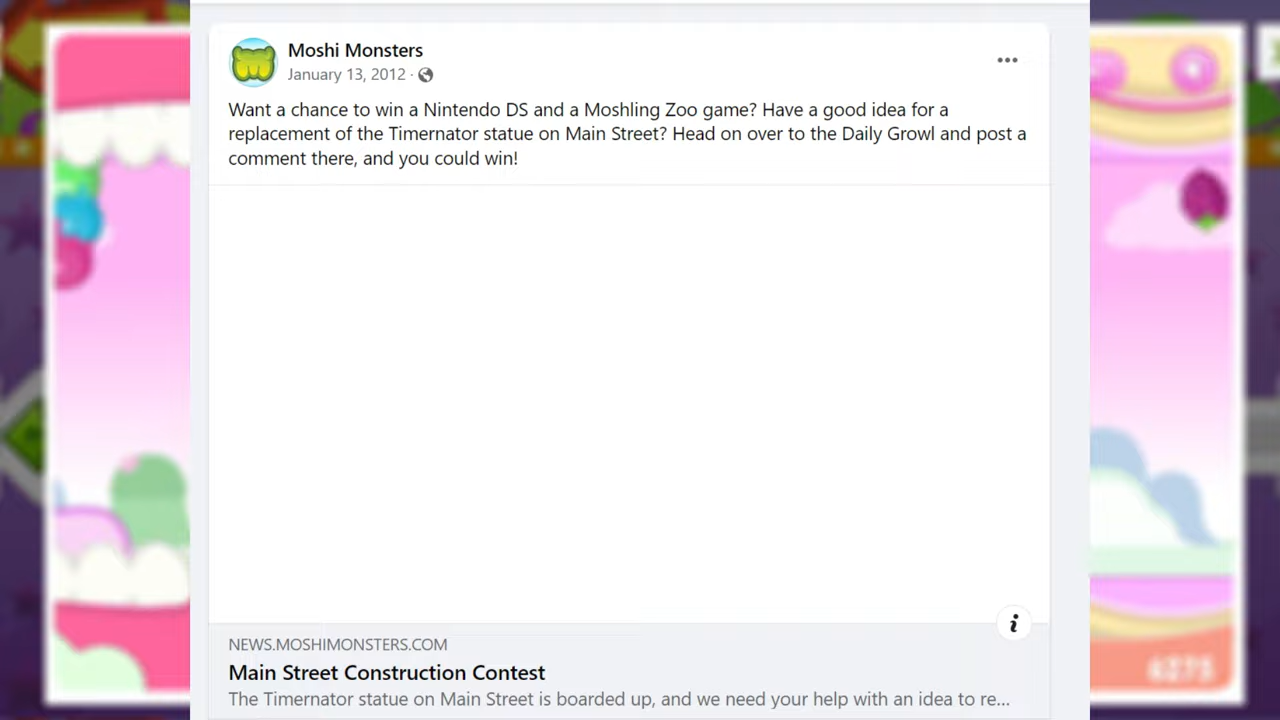 Moshi Monsters
January 13, 2012 ·
Want a chance to win a Nintendo DS and a Moshling Zoo game? Have a good idea for a
replacement of the Timernator statue on Main Street? Head on over to the Daily Growl and post a
comment there, and you could win!
NEWS.MOSHIMONSTERS.COM
Main Street Construction Contest
The Timernator statue on Main Street is boarded up, and we need your help with an idea to re...